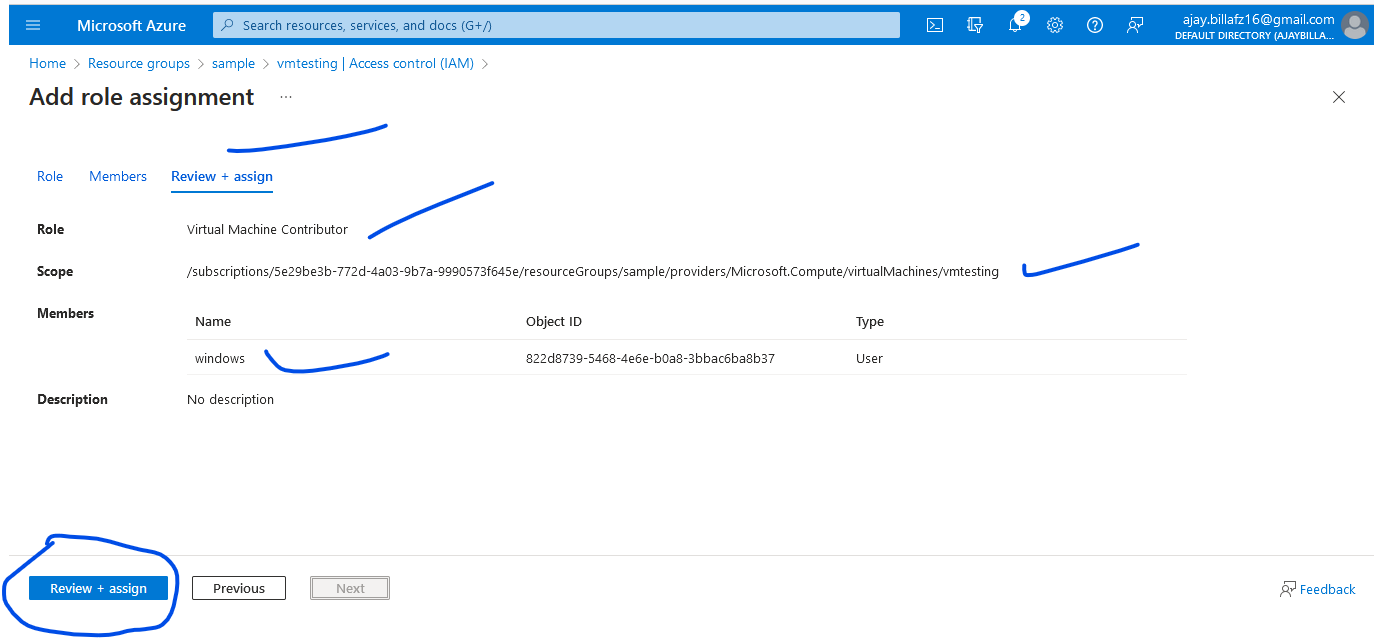 Microsoft Azure
Search resources, services, and docs (G+/)
2
ajay.billafz16@gmail.com
DEFAULT DIRECTORY (AJAYBILLA...
Home > Resource groups > sample > vmtesting | Access control (IAM) >
Add role assignment ...
Role Members Review + assign
Role Virtual Machine Contributor
Scope /subscriptions/5e29be3b-772d-4a03-9b7a-9990573f645e/resourceGroups/sample/providers/Microsoft.Compute/virtualMachines/vmtesting
Members
Name Object ID Type
windows 822d8739-5468-4e6e-b0a8-3bbac6ba8b37 User
Description No description
Review + assign Previous Next
Feedback